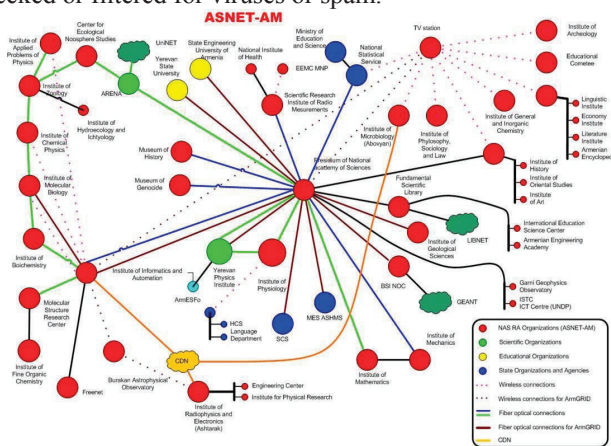 ecked or filtered for viruses or spam.
ASNET-AM
Center for
Ecological
Noosphere Studies
Institute of
Applied
Problems of
Physics
UniNET
State Engineering
University of
Armenia
Yerevan
State
University
National Institute
of Health
Ministry of
Education
and Science
EEMC MNP
National
Statistical
Service
TV station
Institute of
Archeology
Educational
Cometee
Institute of
Zoology
ARENA
Scientific Research
Institute of Radio
Mesurements
Institute of
Hydroecology and
Ichtyology
Institute of
Chemical
Physics
Institute of
Microbiology
(Abovyan)
Institute of
Phylosophy,
Sociology
and Law
Institute of General
and Inorganic
Chemistry
Linguistic
Institute
Economy
Institute
Literature
Institute
Armenian
Encyclopedia
Museum of
History
Museum of
Genocide
Presidium of National
Academy of Sciences
Institute of
Molecular
Biology
Institute of
History
Institute of
Oriental Studies
Institute
of Art
Fundamental
Scientific
Library
LIBNET
International Education
Science Center
Armenian Engineering
Academy
Institute of
Biochemistry
Institute of Informatics and
Automation
Yerevan
Physics
Institute
Institute of
Physiology
Institute of
Geological
Sciences
BSI NOC
GEANT
ArmESFo
Garni Geophysics
Observatory
ISTC
ICT Centre (UNDP)
Molecular
Structure
Research
Center
HCS
Language
Department
SCS
MES ASHMS
Institute of
Mechanics
Institute of
Mathematics
Institute of
Fine Organic
Chemistry
Freenet
Burakan Astrophysical
Observatory
CDN
Institute of
Radiophysics and
Electronics
(Ashtarak)
Engineering Center
Institute for Physical Research
NAS RA Organizations (ASNET-AM)
Scientific Organizations
Educational Organizations
State Organizations and Agencies
Wireless connections
Wireless connections for ArmGRID
Fiber optical connections
Fiber optical connections for ArmGRID
CDN